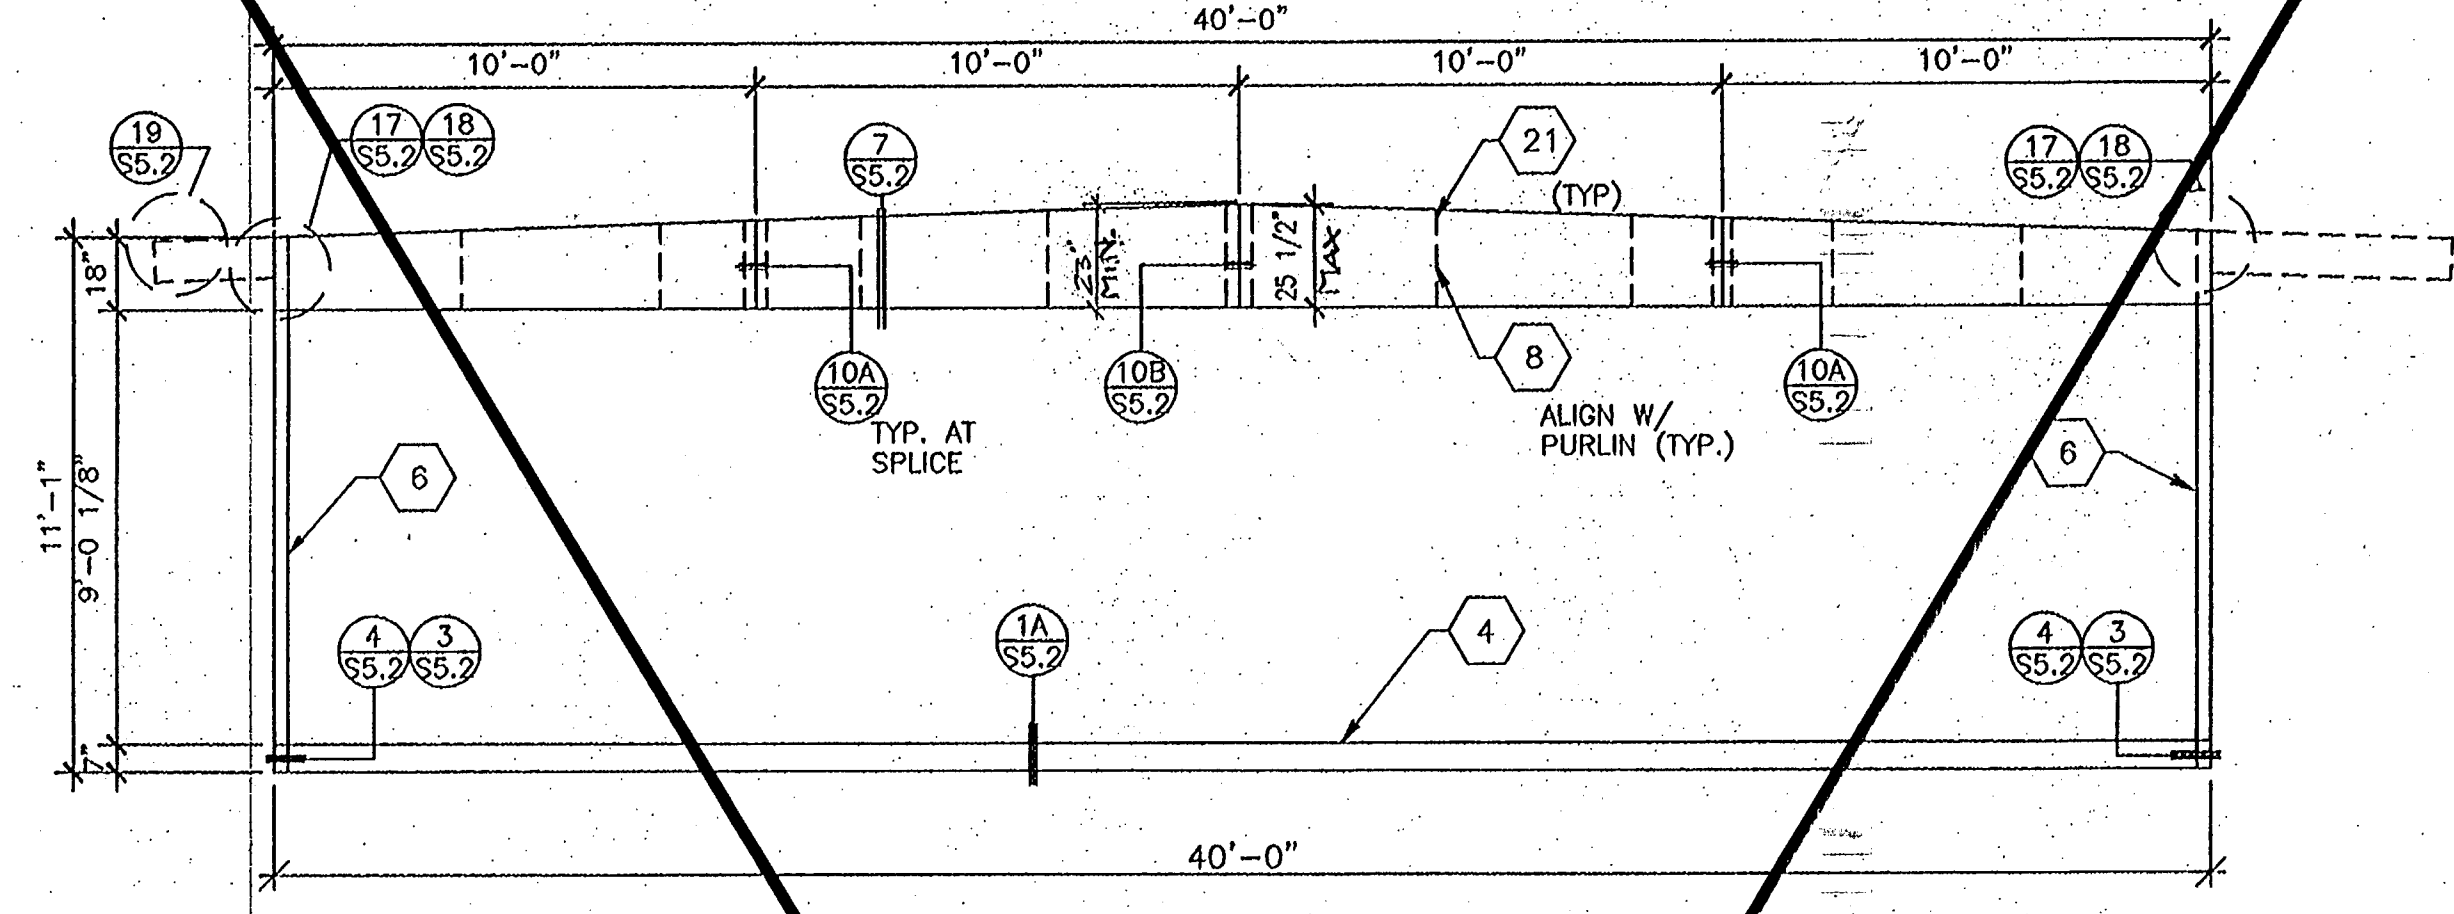 40'-0"
10'-0"
10'-0"
10'-0"
10'-0"
19
S5.2
17
S5.2
18
S5.2
7
S5.2
21
(TYP)
17
S5.2
18
S5.2
18"
23"
MIN.
25 1/2"
MAX
10A
S5.2
TYP. AT
SPLICE
10B
S5.2
8
ALIGN W/
PURLIN (TYP.)
10A
S5.2
6
6
11'-1"
9'-0 1/8"
7"
4
S5.2
3
S5.2
1A
S5.2
4
4
S5.2
3
S5.2
40'-0"